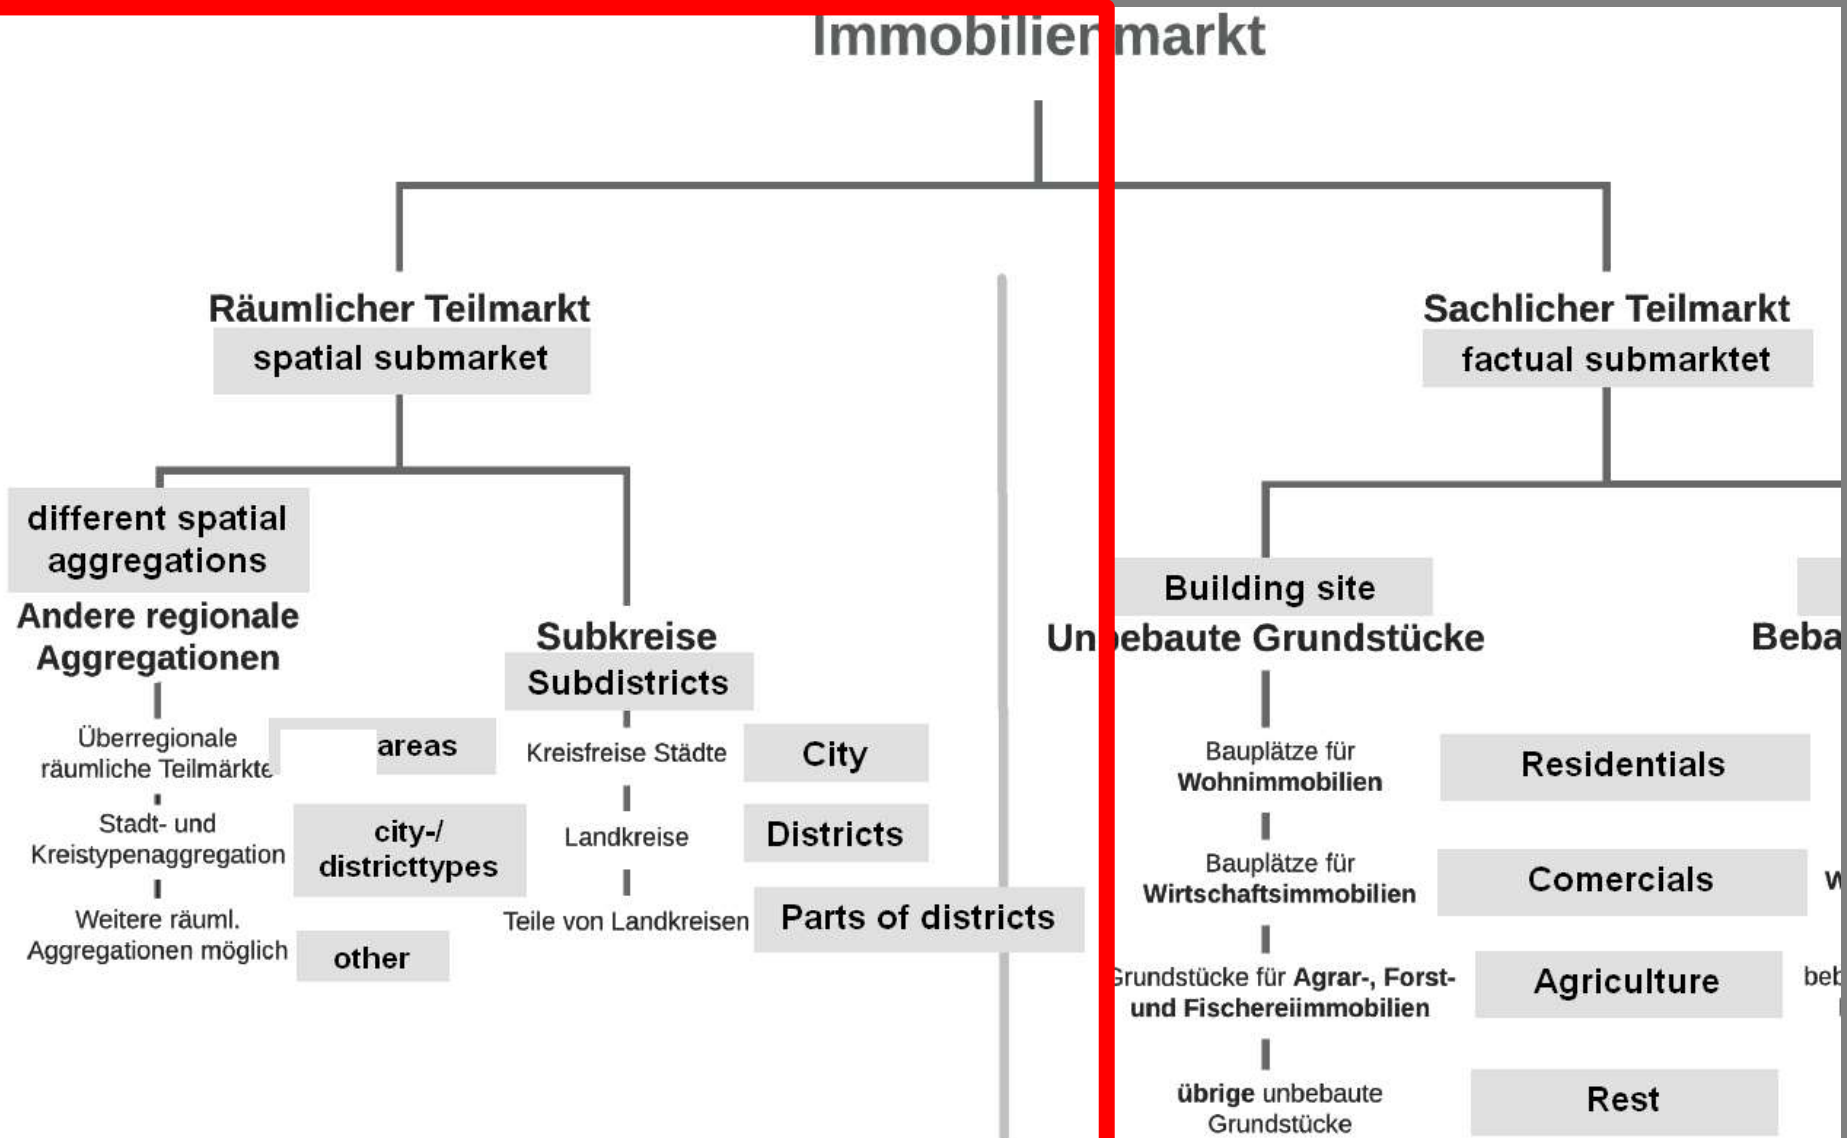 Immobilienmarkt
Räumlicher Teilmarkt
spatial submarket
different spatial
aggregations
Andere regionale
Aggregationen
Überregionale
räumliche Teilmärkte
areas
Stadt- und
Kreistypenaggregation
city-/
districttypes
Weitere räuml.
Aggregationen möglich
other
Subkreise
Subdistricts
Kreisfreise Städte
City
Landkreise
Districts
Teile von Landkreisen
Parts of districts
Sachlicher Teilmarkt
factual submarktet
Building site
Unbebaute Grundstücke
Bauplätze für
Wohnimmobilien
Residentials
Bauplätze für
Wirtschaftsimmobilien
Comercials
Grundstücke für Agrar-, Forst-
und Fischereiimmobilien
Agriculture
übrige unbebaute
Grundstücke
Rest
Beba
beb